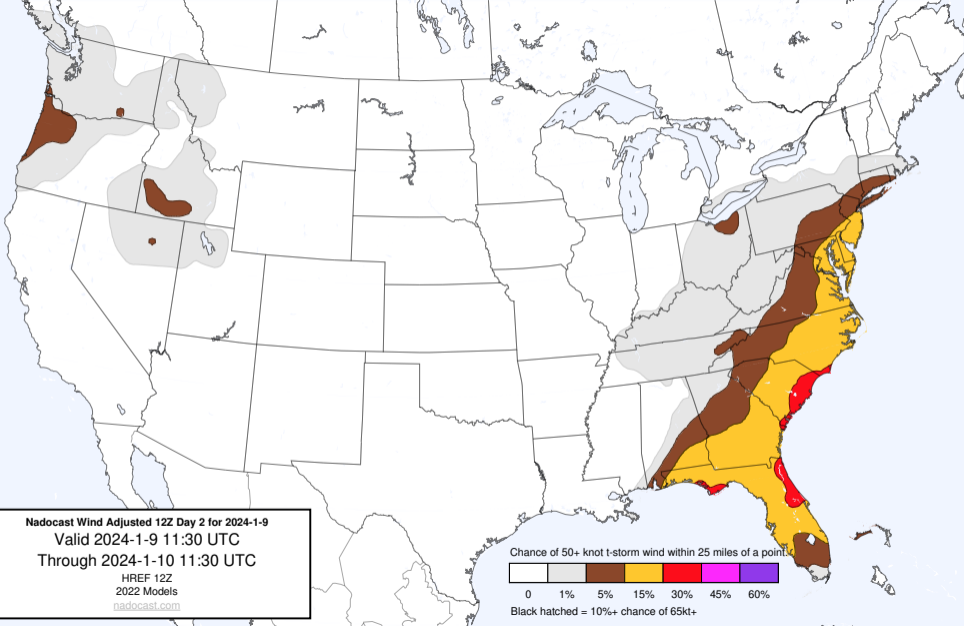 Nadocast Wind Adjusted 12Z Day 2 for 2024-1-9
Valid 2024-1-9 11:30 UTC
Through 2024-1-10 11:30 UTC
HREF 12Z
2022 Models
nadocast.com
Chance of 50+ knot t-storm wind within 25 miles of a point.
0 1% 5% 15% 30% 45% 60%
Black hatched = 10%+ chance of 65kt+